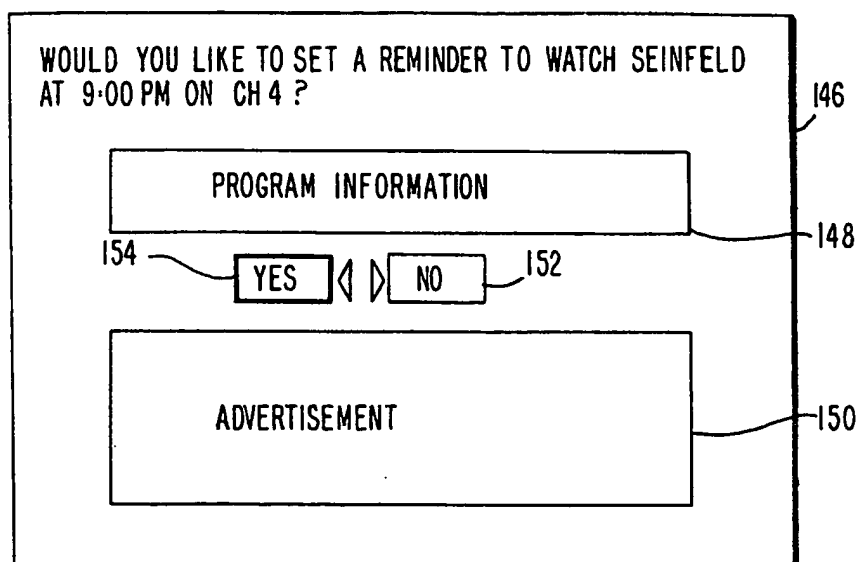 WOULD YOU LIKE TO SET A REMINDER TO WATCH SEINFELD
AT 9:00 PM ON CH 4 ?
146
PROGRAM INFORMATION
148
154
YES
NO
152
ADVERTISEMENT
150